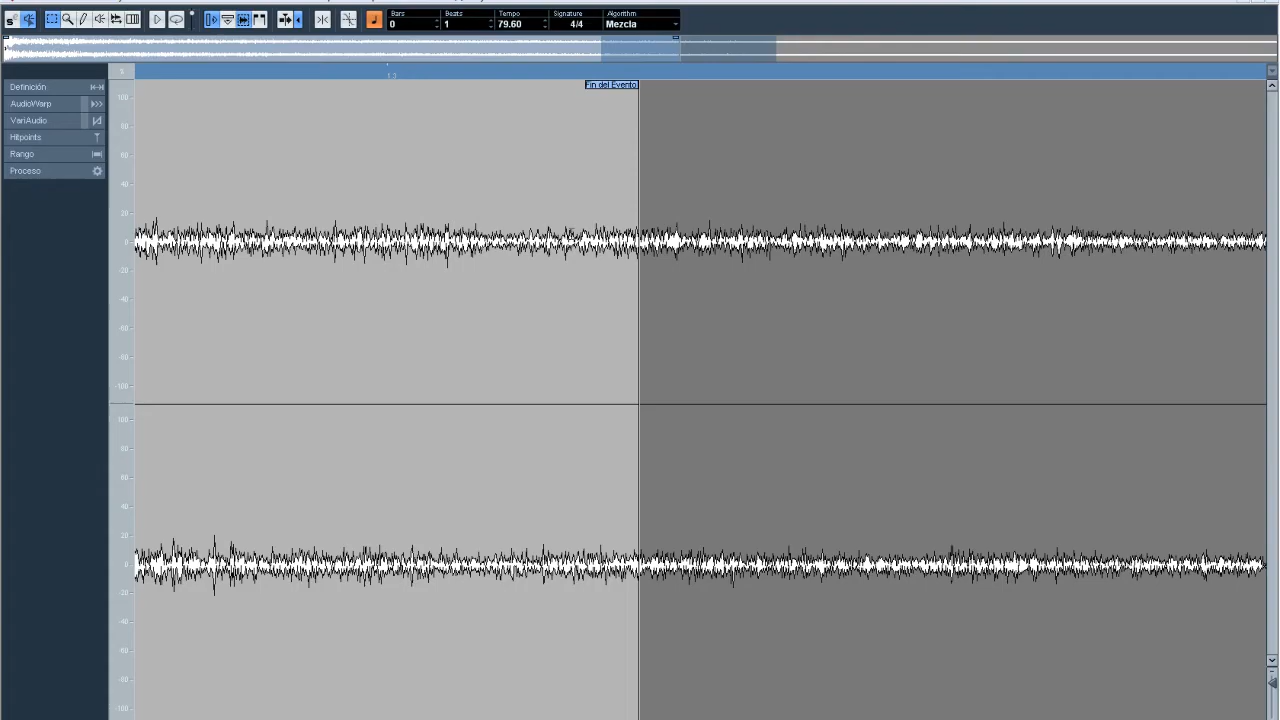 Bars Beats Tempo Signature Algorithm
0 1 79.60 4/4 Mezcla
1.3
Definición
AudioWarp
VariAudio
Hitpoints
Rango
Proceso
Fin del Evento
%
100
80
60
40
20
0
-20
-40
-60
-80
-100
100
80
60
40
20
0
-20
-40
-60
-80
-100